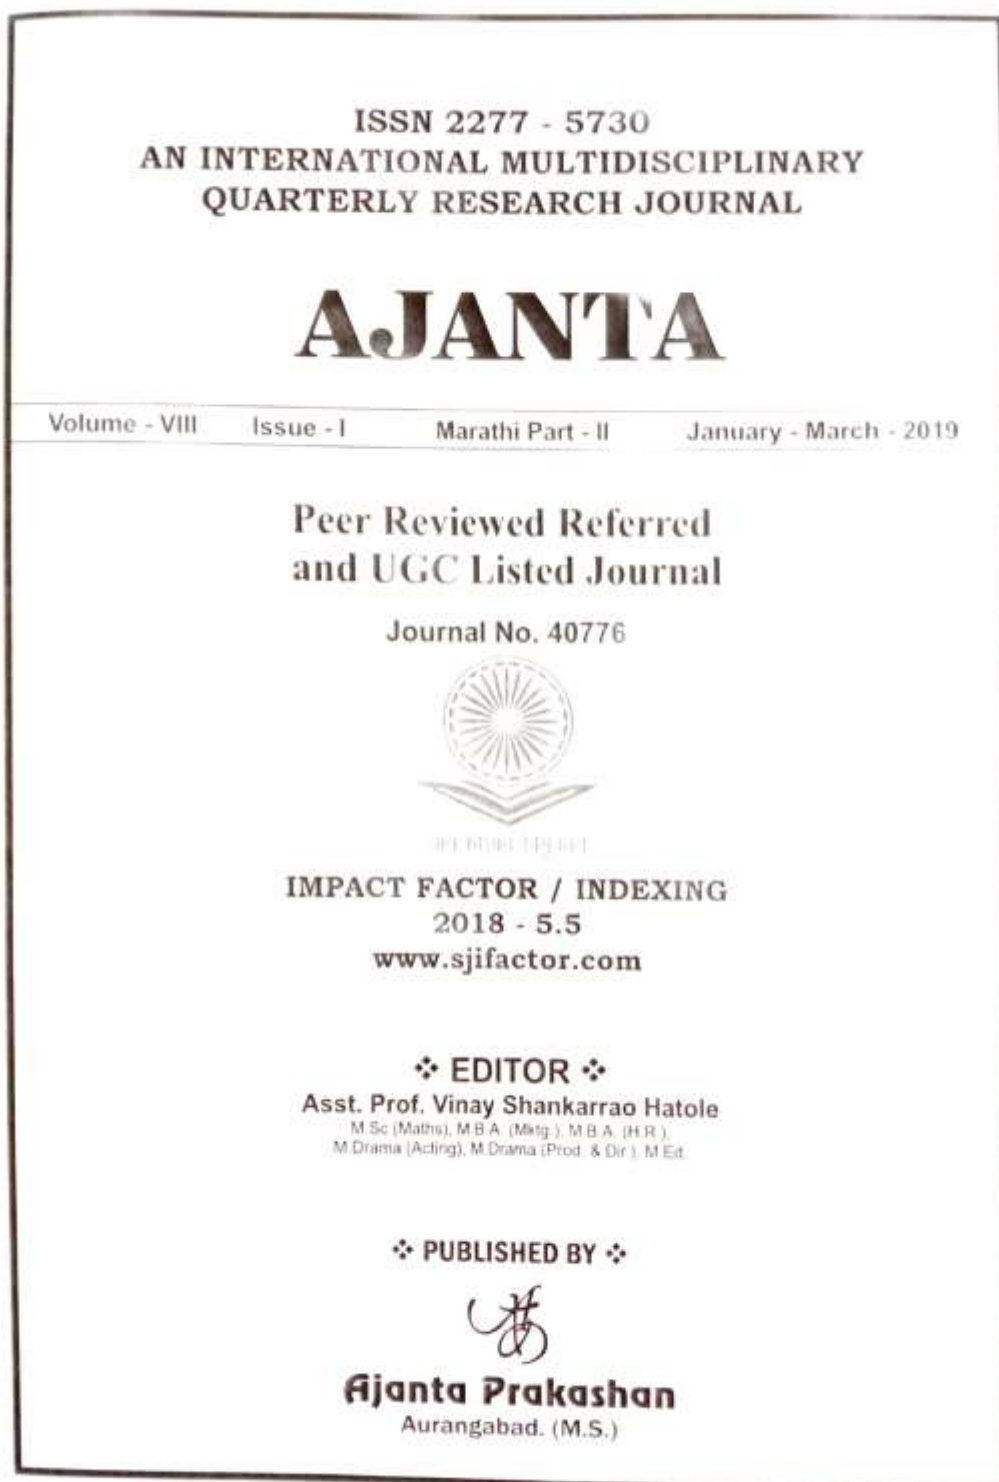 ISSN 2277 - 5730
AN INTERNATIONAL MULTIDISCIPLINARY
QUARTERLY RESEARCH JOURNAL
AJANTA
Volume - VIII Issue - I Marathi Part - II January - March - 2019
Peer Reviewed Referred
and UGC Listed Journal
Journal No. 40776
IMPACT FACTOR / INDEXING
2018 - 5.5
www.sjifactor.com
❖ EDITOR ❖
Asst. Prof. Vinay Shankarrao Hatole
M.Sc (Maths), M.B.A. (Mktg.), M.B.A. (H.R.),
M.Drama (Acting), M.Drama (Prod. & Dir.), M.Ed.
❖ PUBLISHED BY ❖
Ajanta Prakashan
Aurangabad. (M.S.)